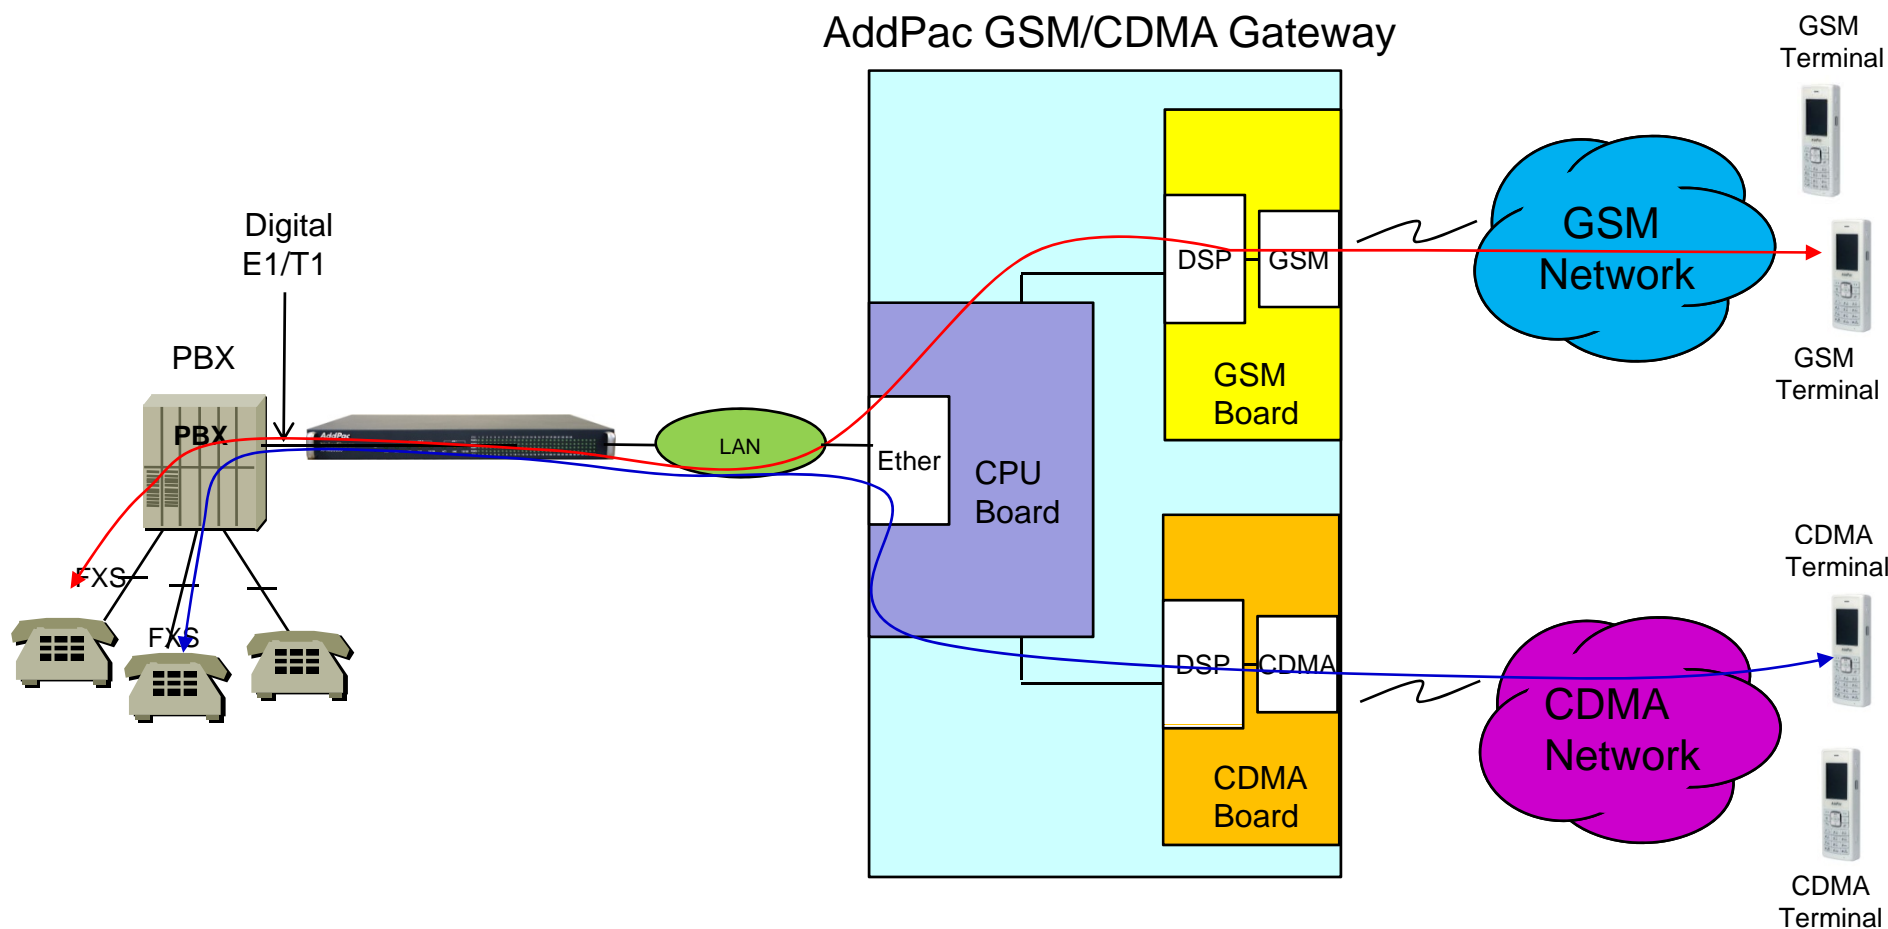 AddPac GSM/CDMA Gateway
GSM
Terminal
Digital
E1/T1
PBX
PBX
AddPac
LAN
Ether
CPU
Board
DSP
GSM
GSM
Board
GSM
Network
GSM
Terminal
FXS
FXS
DSP
CDMA
CDMA
Board
CDMA
Network
CDMA
Terminal
CDMA
Terminal